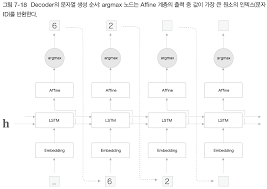 그림 7-18 Decoder의 문자열 생성 순서: argmax 노드는 Affine 계층의 출력 중 값이 가장 큰 원소의 인덱스(문자
ID)를 반환한다.
6 2
argmax argmax argmax argmax
Affine Affine Affine Affine
h LSTM LSTM LSTM LSTM
Embedding Embedding Embedding Embedding
_ 6 2